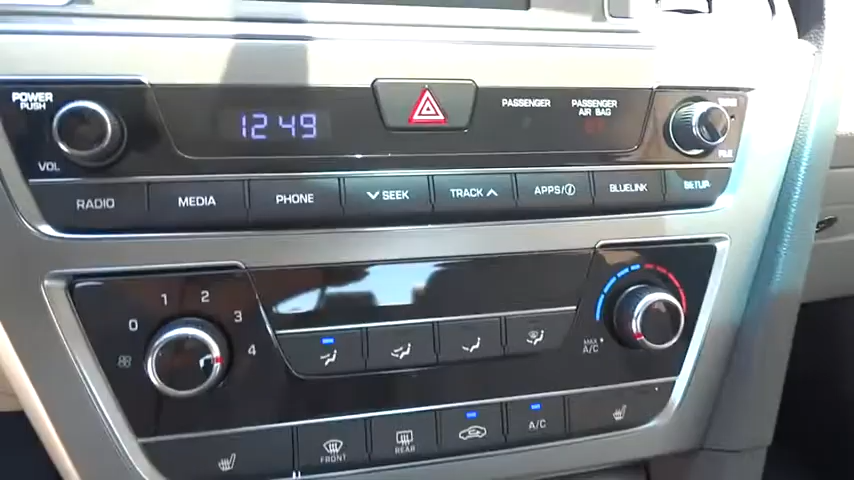 POWER
PUSH
12:49
PASSENGER
PASSENGER
AIR BAG
VOL
FILE
RADIO
MEDIA
PHONE
SEEK
TRACK
APPS/
BLUELINK
SETUP
0 1 2 3 4
MAX
A/C
FRONT
REAR
A/C